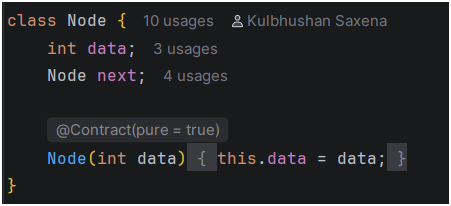 class Node { 10 usages Kulbhushan Saxena
int data; 3 usages
Node next; 4 usages
@Contract(pure = true)
Node(int data) { this.data = data; }
}